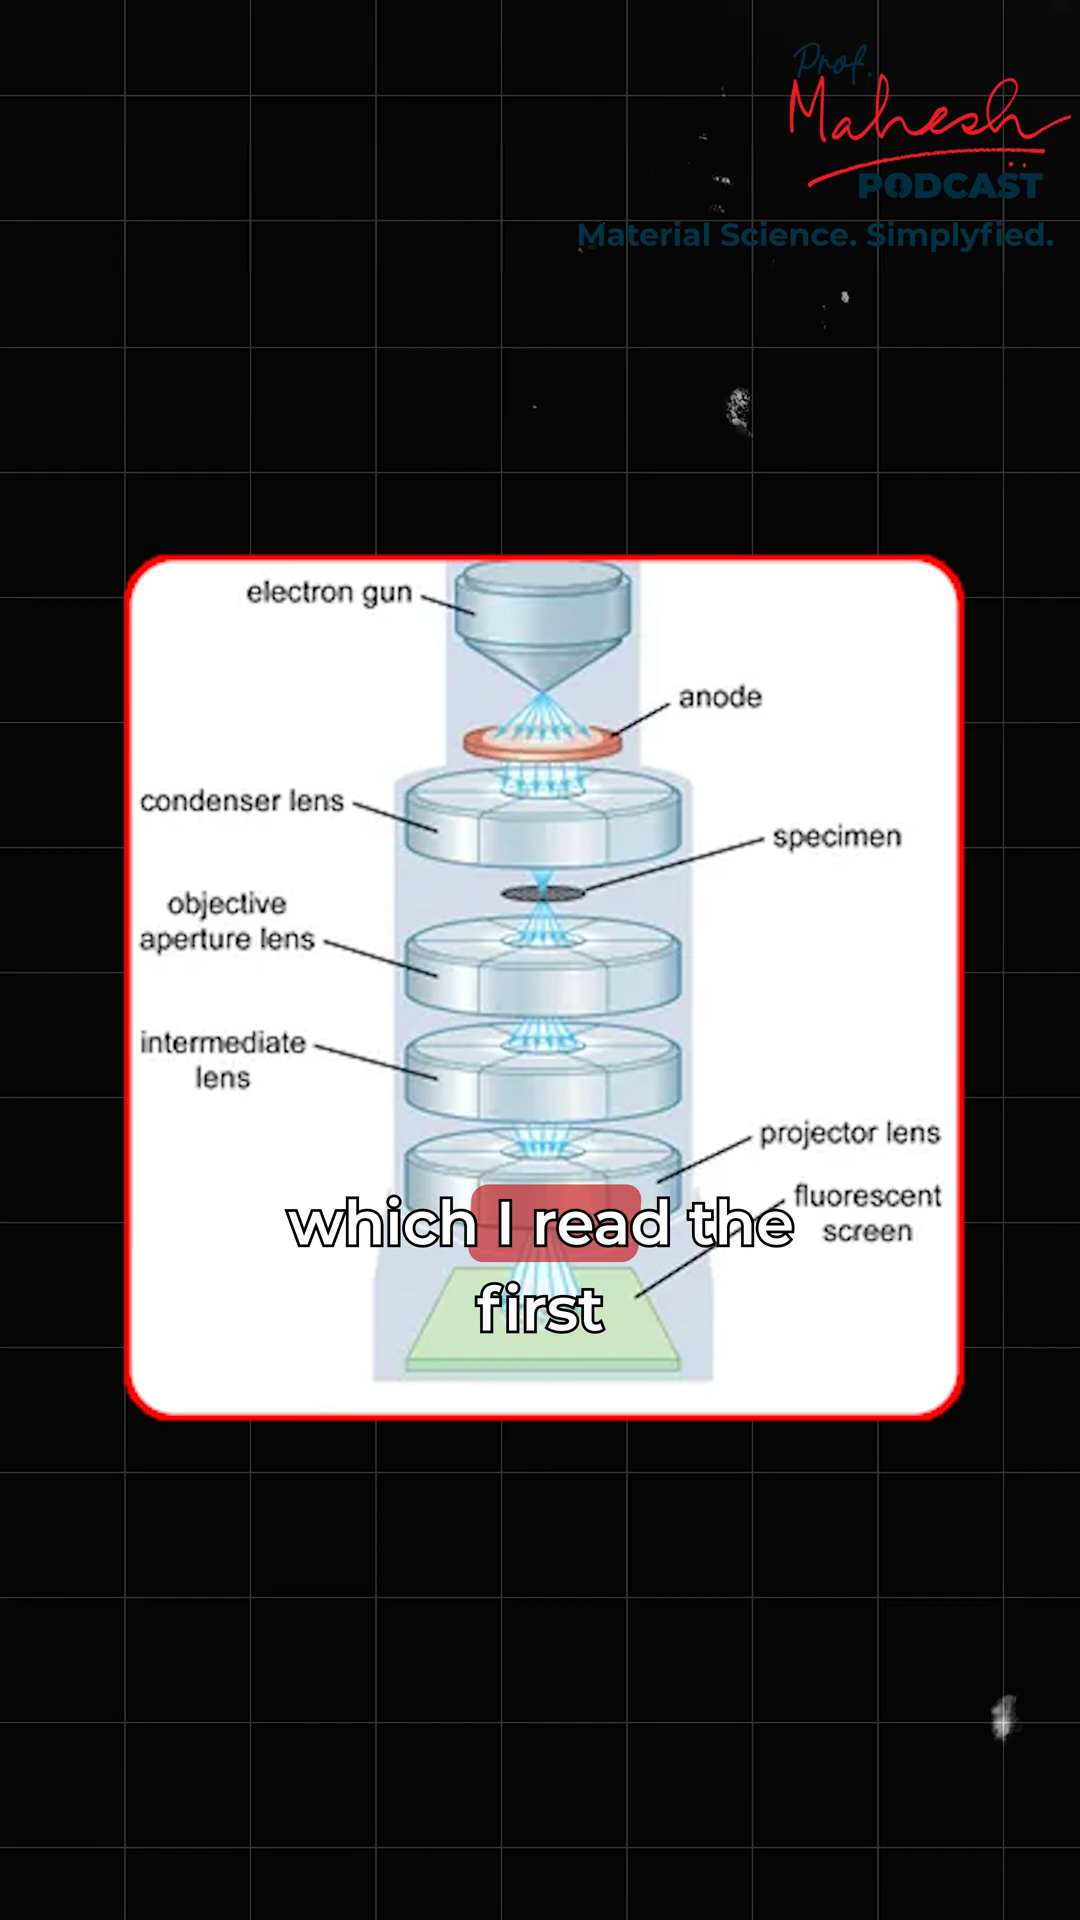 Prof.
Mahesh
PODCAST
Material Science. Simplyfied.
electron gun
anode
condenser lens
specimen
objective
aperture lens
intermediate
lens
projector lens
fluorescent
screen
which I read the
first